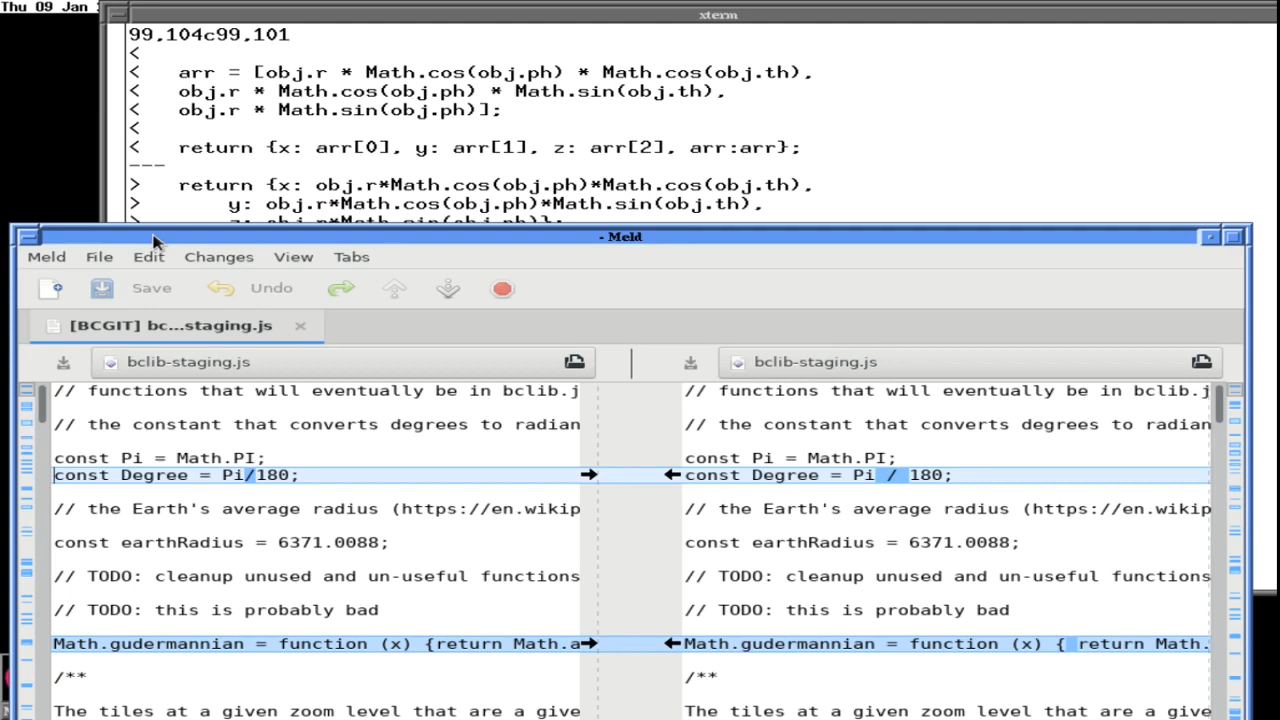 Thu 09 Jan
xterm
99,104c99,101
<
<   arr = [obj.r * Math.cos(obj.ph) * Math.cos(obj.th),
<   obj.r * Math.cos(obj.ph) * Math.sin(obj.th),
<   obj.r * Math.sin(obj.ph)];
<
<   return {x: arr[0], y: arr[1], z: arr[2], arr:arr};
---
>   return {x: obj.r*Math.cos(obj.ph)*Math.cos(obj.th),
>       y: obj.r*Math.cos(obj.ph)*Math.sin(obj.th),
>       z: obj.r*Math.sin(obj.ph)};
- Meld
Meld File Edit Changes View Tabs
Save Undo
[BCGIT] bc...staging.js
bclib-staging.js bclib-staging.js
// functions that will eventually be in bclib.j
// the constant that converts degrees to radian
const Pi = Math.PI;
const Degree = Pi/180;
// the Earth's average radius (https://en.wikip
const earthRadius = 6371.0088;
// TODO: cleanup unused and un-useful functions
// TODO: this is probably bad
Math.gudermannian = function (x) {return Math.a
/**
The tiles at a given zoom level that are a give
// functions that will eventually be in bclib.j
// the constant that converts degrees to radian
const Pi = Math.PI;
const Degree = Pi / 180;
// the Earth's average radius (https://en.wikip
const earthRadius = 6371.0088;
// TODO: cleanup unused and un-useful functions
// TODO: this is probably bad
Math.gudermannian = function (x) { return Math.
/**
The tiles at a given zoom level that are a give